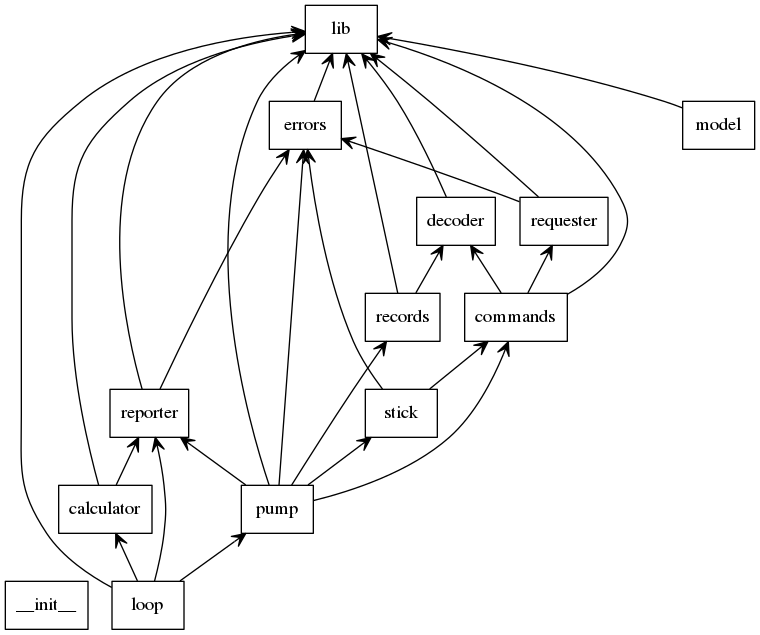 lib
errors
model
decoder
requester
records
commands
reporter
stick
calculator
pump
__init__
loop